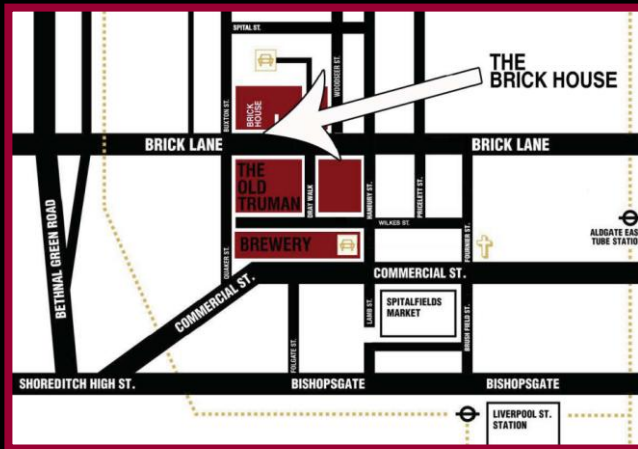 SPITAL ST.
WOODSEER ST.
BUXTON ST.
BRICK
HOUSE
THE
BRICK HOUSE
BRICK LANE
BRICK LANE
THE
OLD
TRUMAN
DRAY WALK
HANBURY ST.
PRICELETT ST.
WILKES ST.
FOURNIER ST.
BREWERY
QUAKER ST.
ALDGATE EAS
TUBE STATIO
BETHNAL GREEN ROAD
COMMERCIAL ST.
COMMERCIAL ST.
FOLGATE ST.
LAMB ST.
SPITALFIELDS
MARKET
BRUSH FIELD ST.
SHOREDITCH HIGH ST.
BISHOPSGATE
BISHOPSGATE
LIVERPOOL ST.
STATION